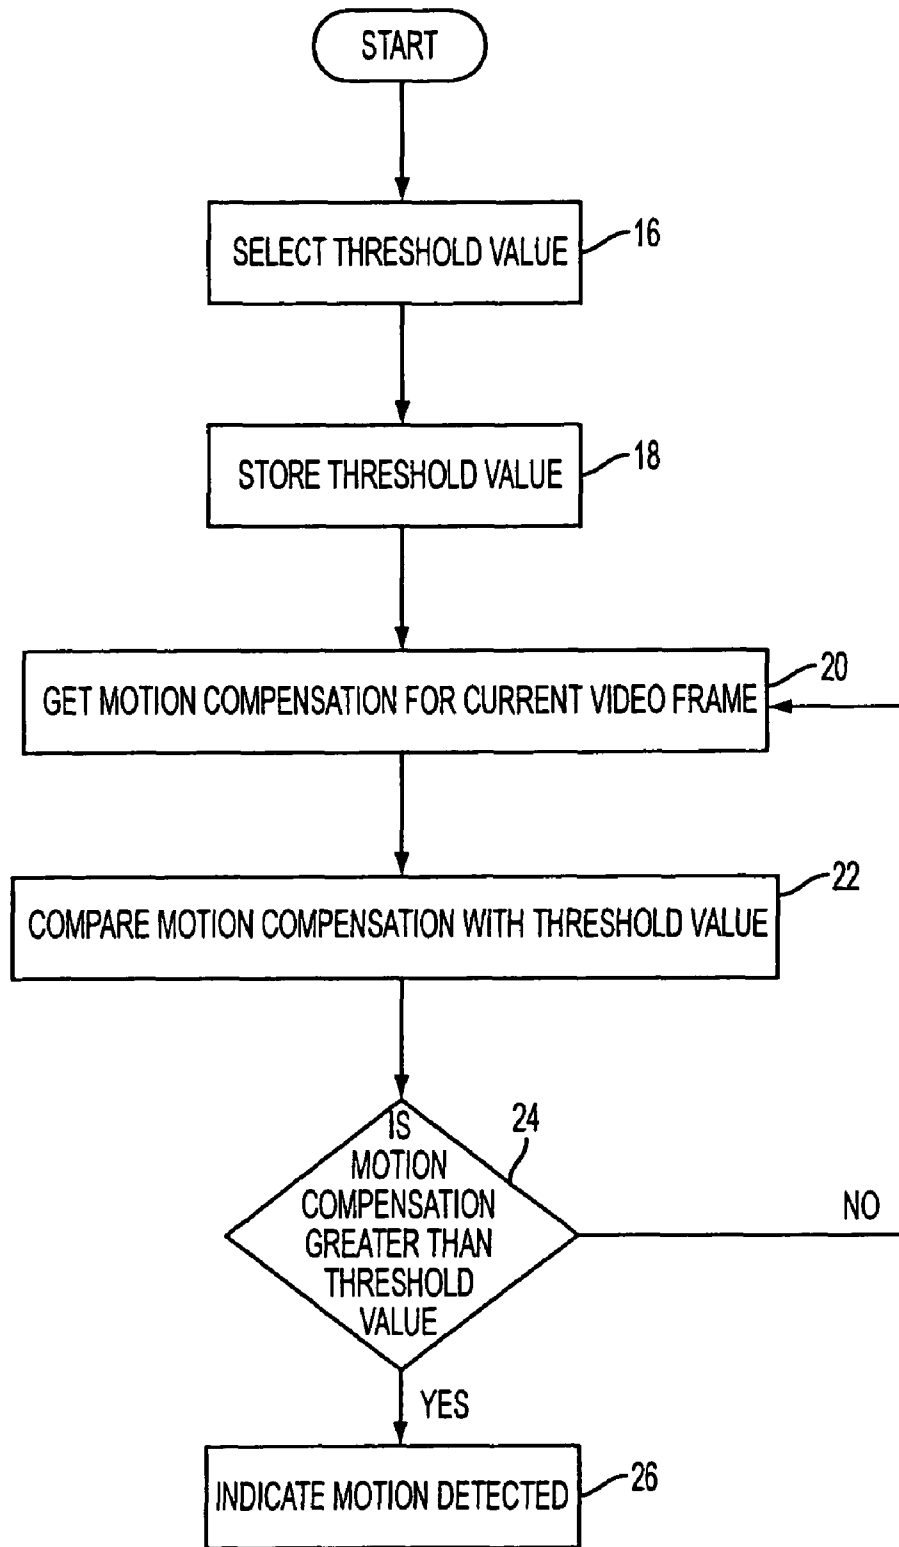 START
SELECT THRESHOLD VALUE
16
STORE THRESHOLD VALUE
18
GET MOTION COMPENSATION FOR CURRENT VIDEO FRAME
20
COMPARE MOTION COMPENSATION WITH THRESHOLD VALUE
22
IS
MOTION
COMPENSATION
GREATER THAN
THRESHOLD
VALUE
24
NO
YES
INDICATE MOTION DETECTED
26